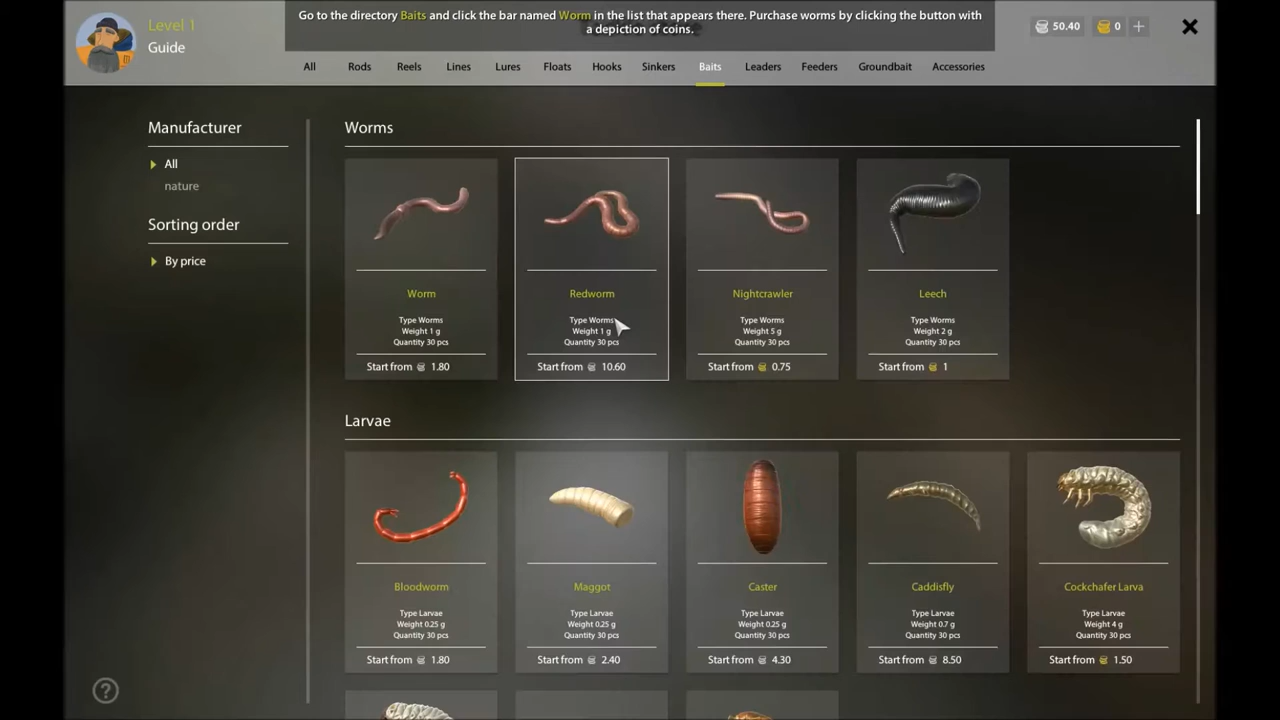 Go to the directory Baits and click the bar named Worm in the list that appears there. Purchase worms by clicking the button with
a depiction of coins.
Level 1
Guide
50.40
0
All
Rods
Reels
Lines
Lures
Floats
Hooks
Sinkers
Baits
Leaders
Feeders
Groundbait
Accessories
Manufacturer
All
nature
Sorting order
By price
Worms
Worm
Type Worms
Weight 1 g
Quantity 30 pcs
Start from 1.80
Redworm
Type Worms
Weight 1 g
Quantity 30 pcs
Start from 10.60
Nightcrawler
Type Worms
Weight 5 g
Quantity 30 pcs
Start from 0.75
Leech
Type Worms
Weight 2 g
Quantity 30 pcs
Start from 1
Larvae
Bloodworm
Type Larvae
Weight 0.25 g
Quantity 30 pcs
Start from 1.80
Maggot
Type Larvae
Weight 0.25 g
Quantity 30 pcs
Start from 2.40
Caster
Type Larvae
Weight 0.25 g
Quantity 30 pcs
Start from 4.30
Caddisfly
Type Larvae
Weight 0.7 g
Quantity 30 pcs
Start from 8.50
Cockchafer Larva
Type Larvae
Weight 4 g
Quantity 30 pcs
Start from 1.50
?